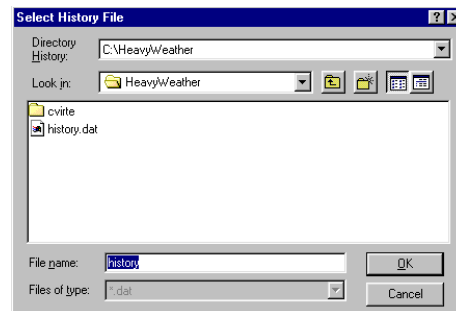 Select History File
Directory
History:
C:\HeavyWeather
Look in:
HeavyWeather
cvirte
history.dat
File name:
history
OK
Files of type:
*.dat
Cancel